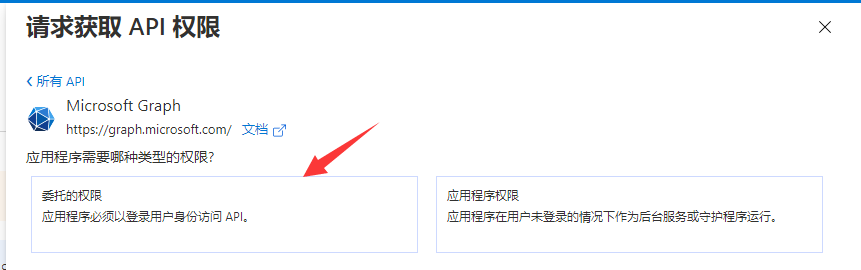 请求获取 API 权限
所有 API
Microsoft Graph
https://graph.microsoft.com/ 文档
应用程序需要哪种类型的权限?
委托的权限
应用程序必须以登录用户身份访问 API。
应用程序权限
应用程序在用户未登录的情况下作为后台服务或守护程序运行。